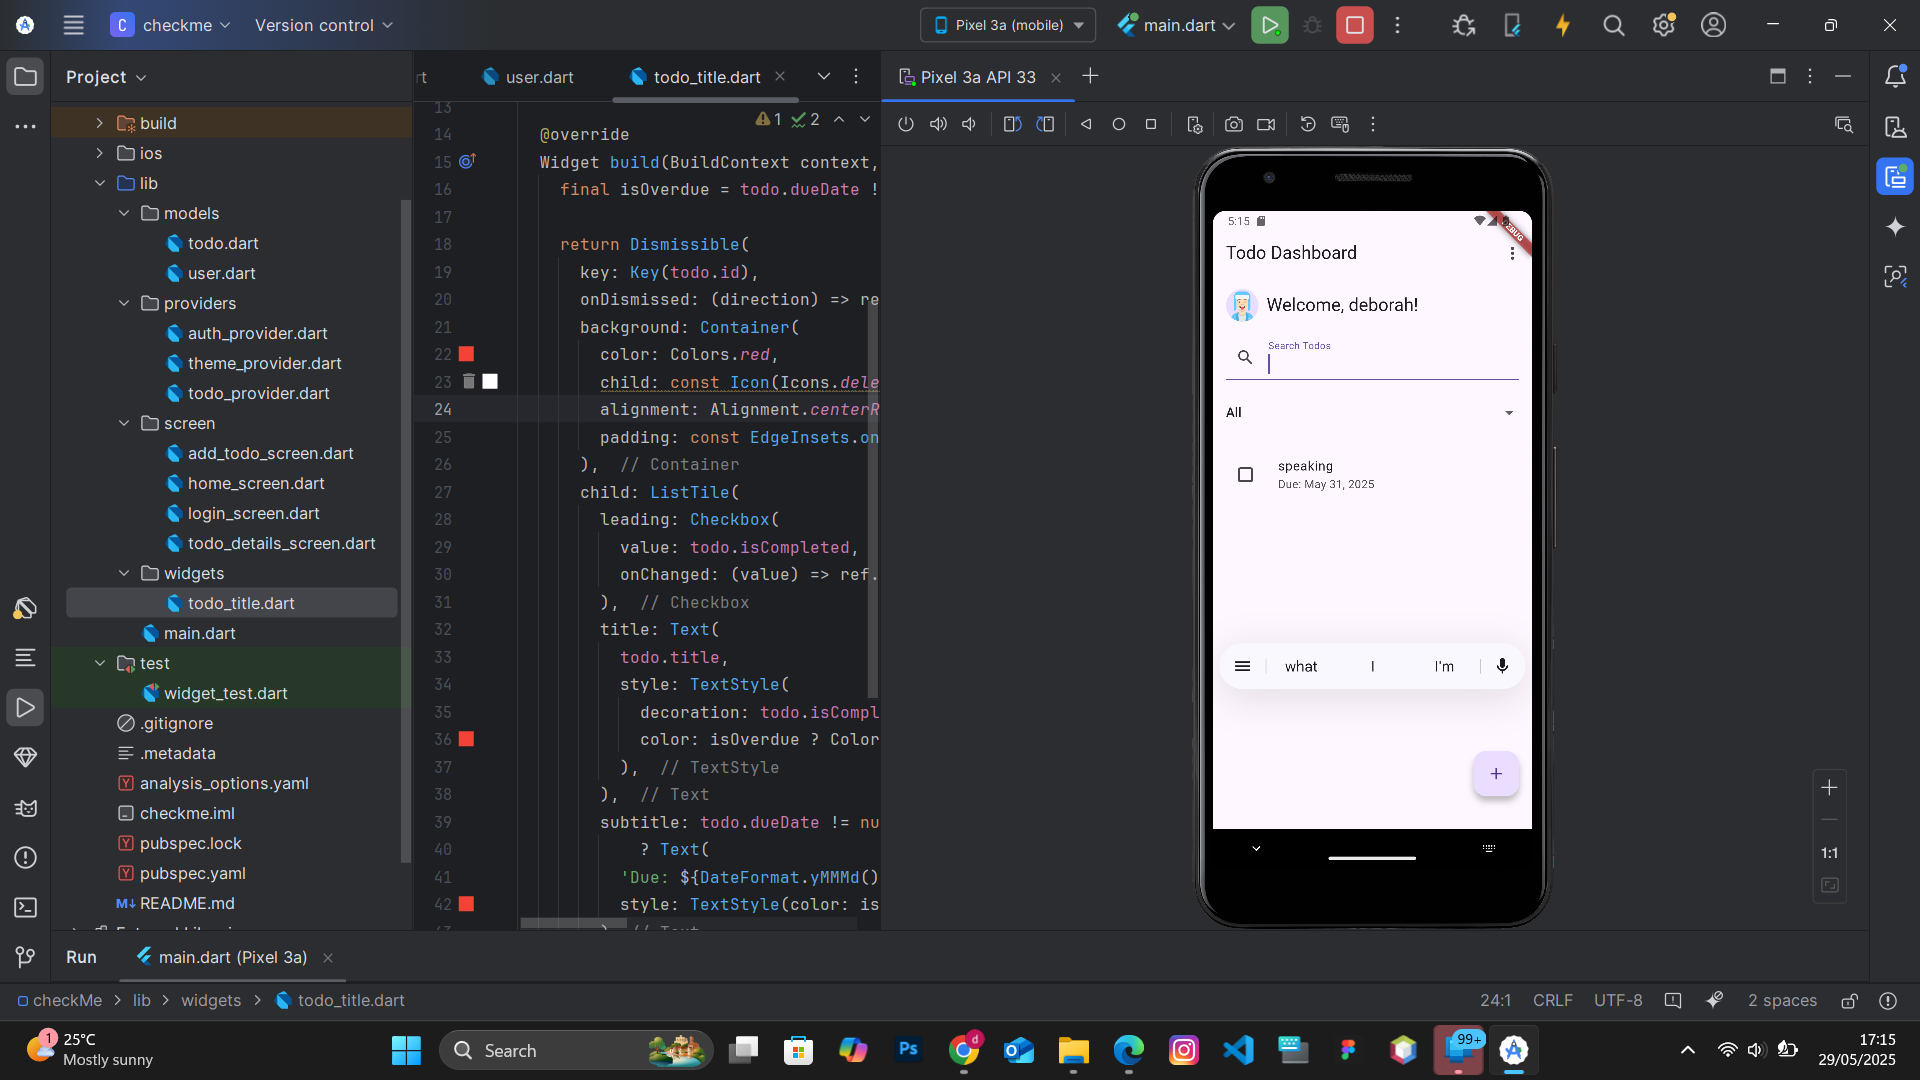 C checkme Version control Pixel 3a (mobile) main.dart
Project
rt user.dart todo_title.dart
Pixel 3a API 33
build
ios
lib
models
todo.dart
user.dart
providers
auth_provider.dart
theme_provider.dart
todo_provider.dart
screen
add_todo_screen.dart
home_screen.dart
login_screen.dart
todo_details_screen.dart
widgets
todo_title.dart
main.dart
test
widget_test.dart
.gitignore
.metadata
analysis_options.yaml
checkme.iml
pubspec.lock
pubspec.yaml
README.md
1 2
13
14 @override
15 Widget build(BuildContext context,
16 final isOverdue = todo.dueDate !
17
18 return Dismissible(
19 key: Key(todo.id),
20 onDismissed: (direction) => re
21 background: Container(
22 color: Colors.red,
23 child: const Icon(Icons.dele
24 alignment: Alignment.centerR
25 padding: const EdgeInsets.on
26 ), // Container
27 child: ListTile(
28 leading: Checkbox(
29 value: todo.isCompleted,
30 onChanged: (value) => ref.
31 ), // Checkbox
32 title: Text(
33 todo.title,
34 style: TextStyle(
35 decoration: todo.isCompl
36 color: isOverdue ? Color
37 ), // TextStyle
38 ), // Text
39 subtitle: todo.dueDate != nu
40 ? Text(
41 'Due: ${DateFormat.yMMMd()
42 style: TextStyle(color: is
5:15
DEBUG
Todo Dashboard
Welcome, deborah!
Search Todos
All
speaking
Due: May 31, 2025
what I I'm
+
1:1
Run main.dart (Pixel 3a)
checkMe > lib > widgets > todo_title.dart
24:1 CRLF UTF-8 2 spaces
1 25°C
Mostly sunny
Search
Ps
d
99+
17:15
29/05/2025